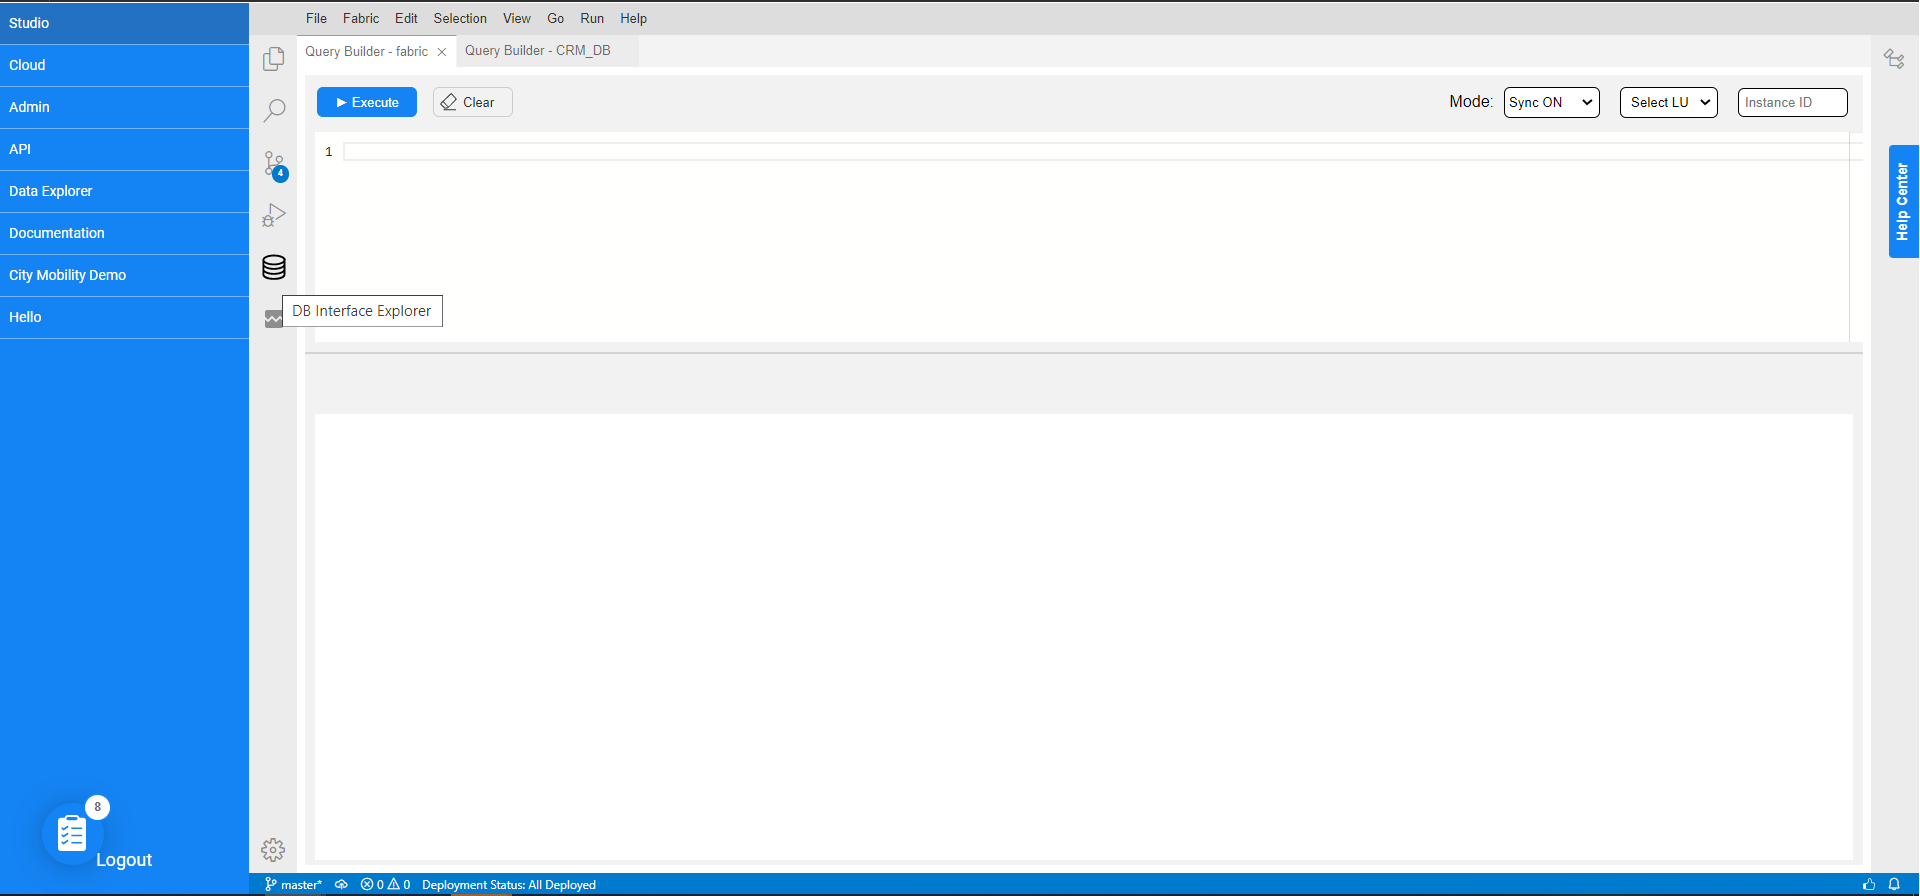 Studio
Cloud
Admin
API
Data Explorer
Documentation
City Mobility Demo
Hello
8
Logout
File Fabric Edit Selection View Go Run Help
Query Builder - fabric Query Builder - CRM_DB
Execute Clear Mode: Sync ON Select LU Instance ID
1
4
DB Interface Explorer
Help Center
master* 0 0 Deployment Status: All Deployed